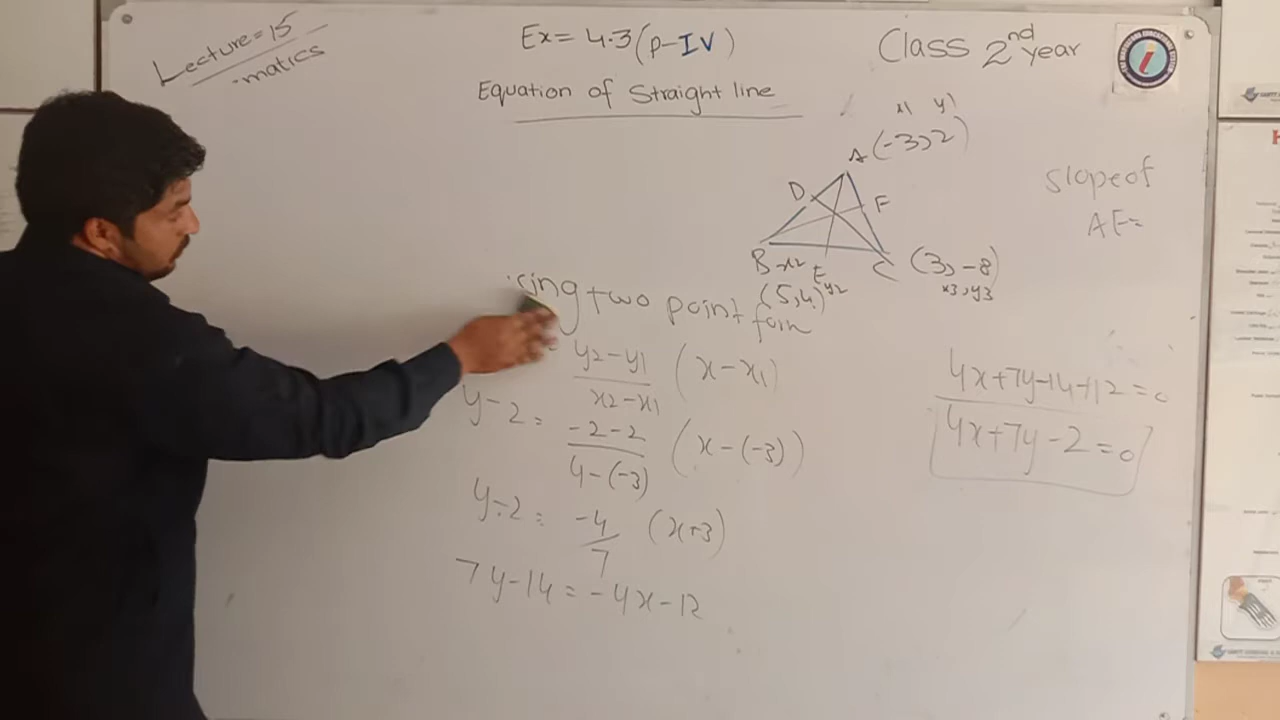 Lecture=15
matics
Ex= 4.3(P-IV)
Equation of Straight line
Class 2nd year
x1 y1
A (-3,2)
D
F
B x2 E C (3,-8)
(5,4) y2
x3,y3
slope of
AE=
sing two point form
y2-y1 (x-x1)
x2-x1
y-2= -2-2 (x-(-3))
4-(-3)
y-2= -4 (x+3)
7
7y-14=-4x-12
4x+7y-14+12=0
4x+7y-2=0